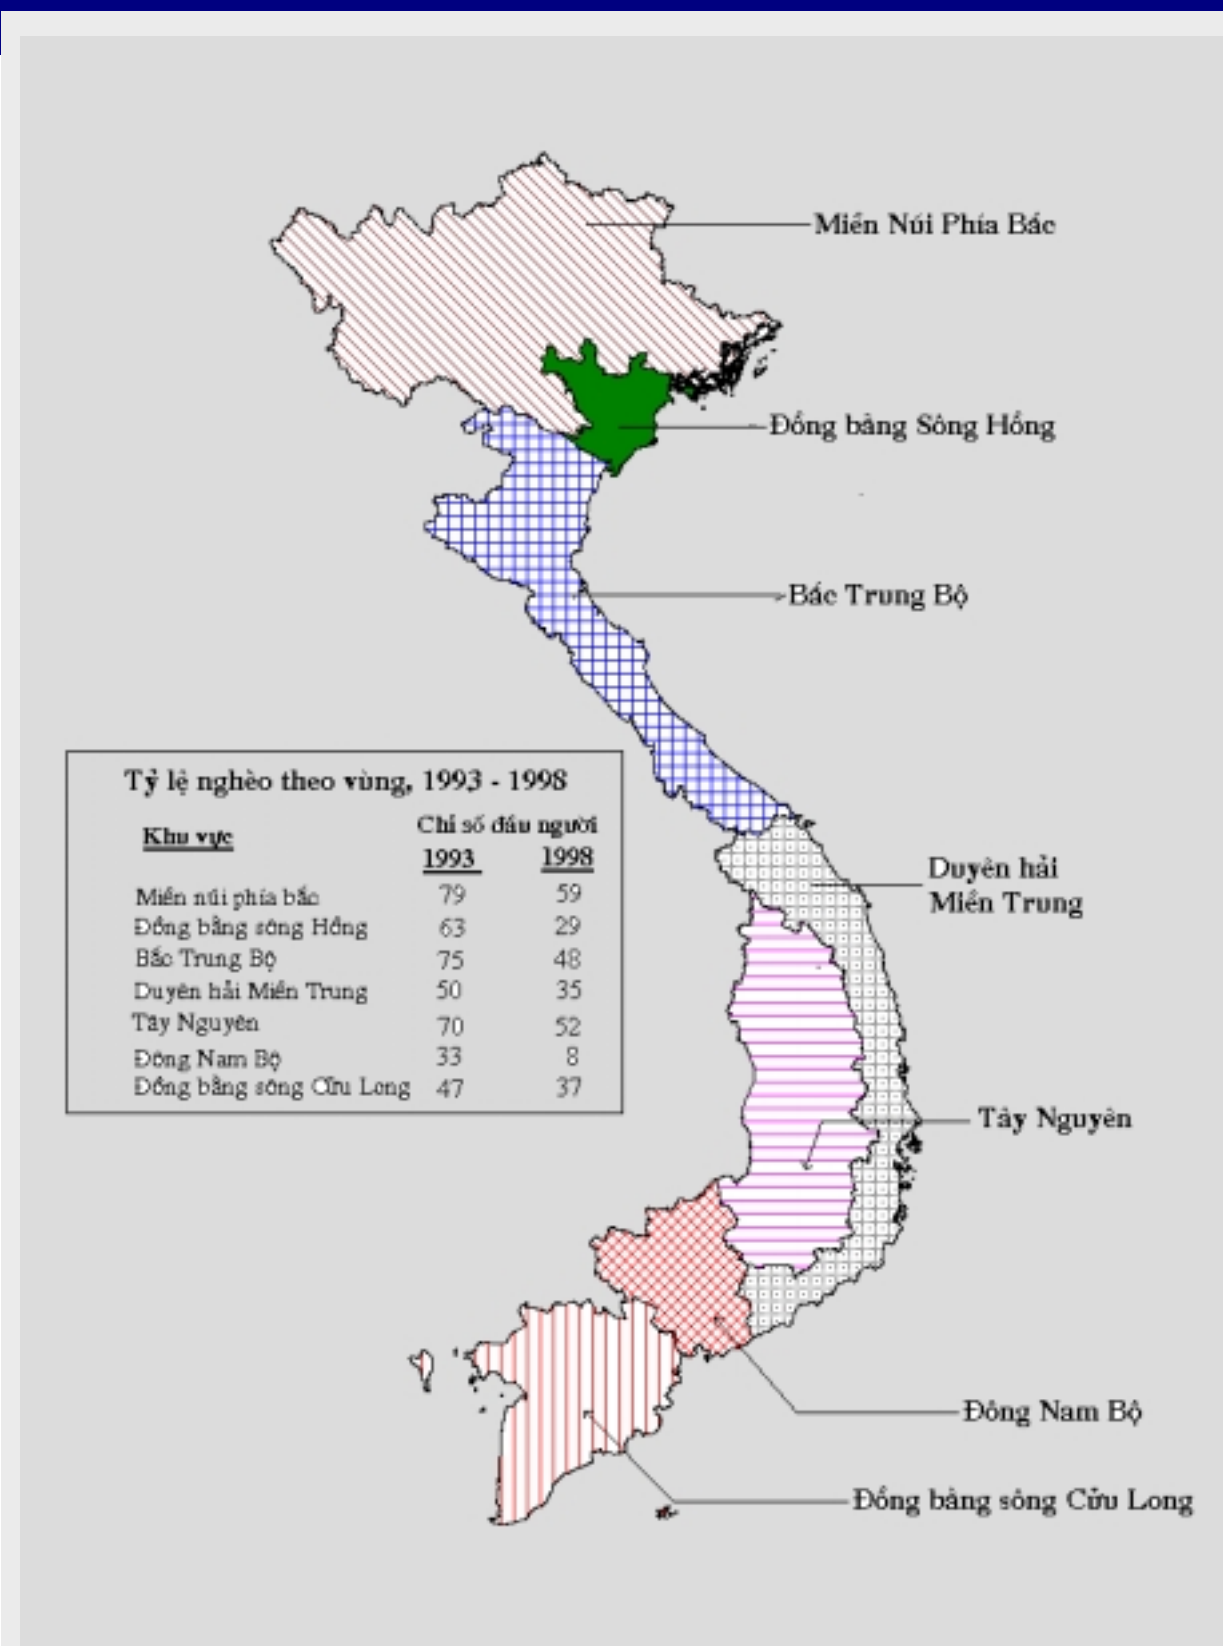 Miền Núi Phía Bắc
Đồng bằng Sông Hồng
Bắc Trung Bộ
Tỷ lệ nghèo theo vùng, 1993 - 1998
Khu vực Chỉ số đầu người
1993 1998
Miền núi phía bắc 79 59
Đồng bằng sông Hồng 63 29
Bắc Trung Bộ 75 48
Duyên hải Miền Trung 50 35
Tây Nguyên 70 52
Đông Nam Bộ 33 8
Đồng bằng sông Cửu Long 47 37
Duyên hải
Miền Trung
Tây Nguyên
Đông Nam Bộ
Đồng bằng sông Cửu Long